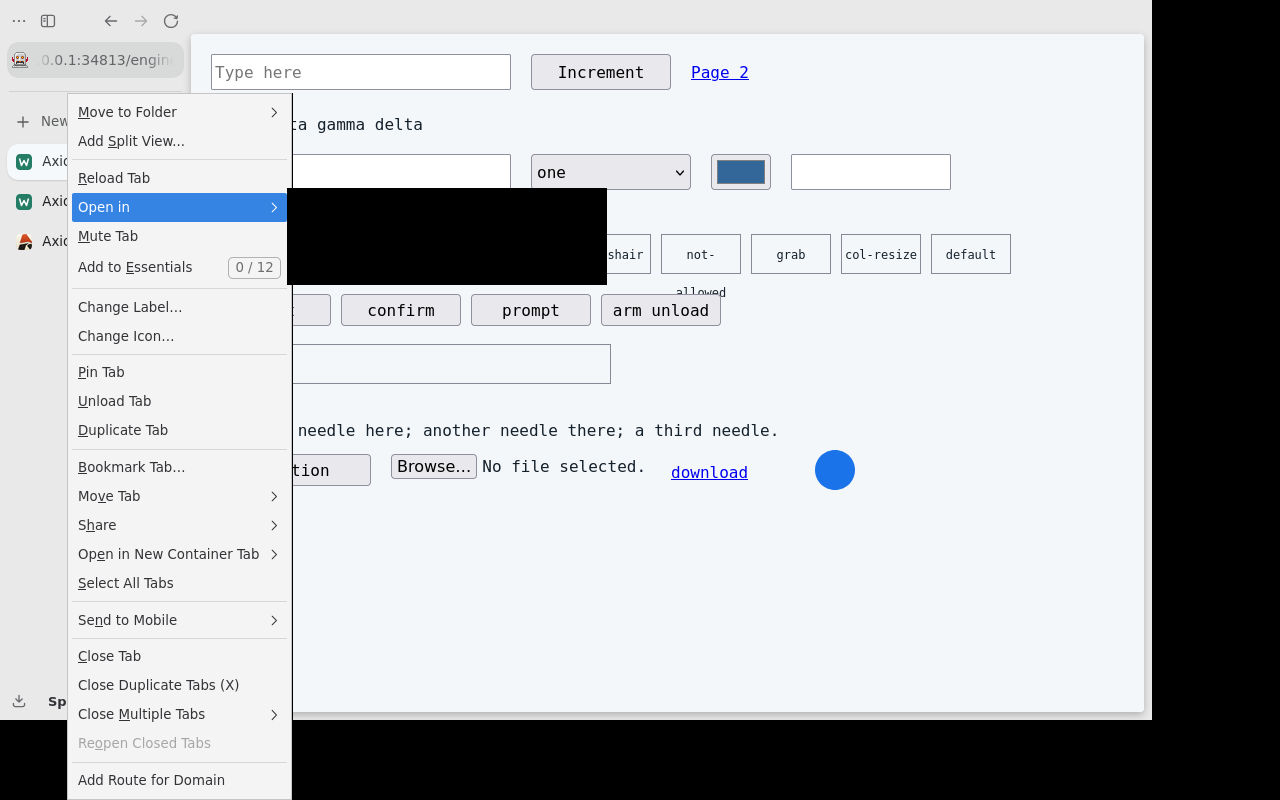 0.0.1:34813/engin
Type here
Increment
Page 2
New
ta gamma delta
Axio
Axio
Axio
one
shair
not-
allowed
grab
col-resize
default
confirm
prompt
arm unload
needle here; another needle there; a third needle.
tion
Browse...
No file selected.
download
Sp
Move to Folder
Add Split View...
Reload Tab
Open in
Mute Tab
Add to Essentials
0 / 12
Change Label...
Change Icon...
Pin Tab
Unload Tab
Duplicate Tab
Bookmark Tab...
Move Tab
Share
Open in New Container Tab
Select All Tabs
Send to Mobile
Close Tab
Close Duplicate Tabs (X)
Close Multiple Tabs
Reopen Closed Tabs
Add Route for Domain